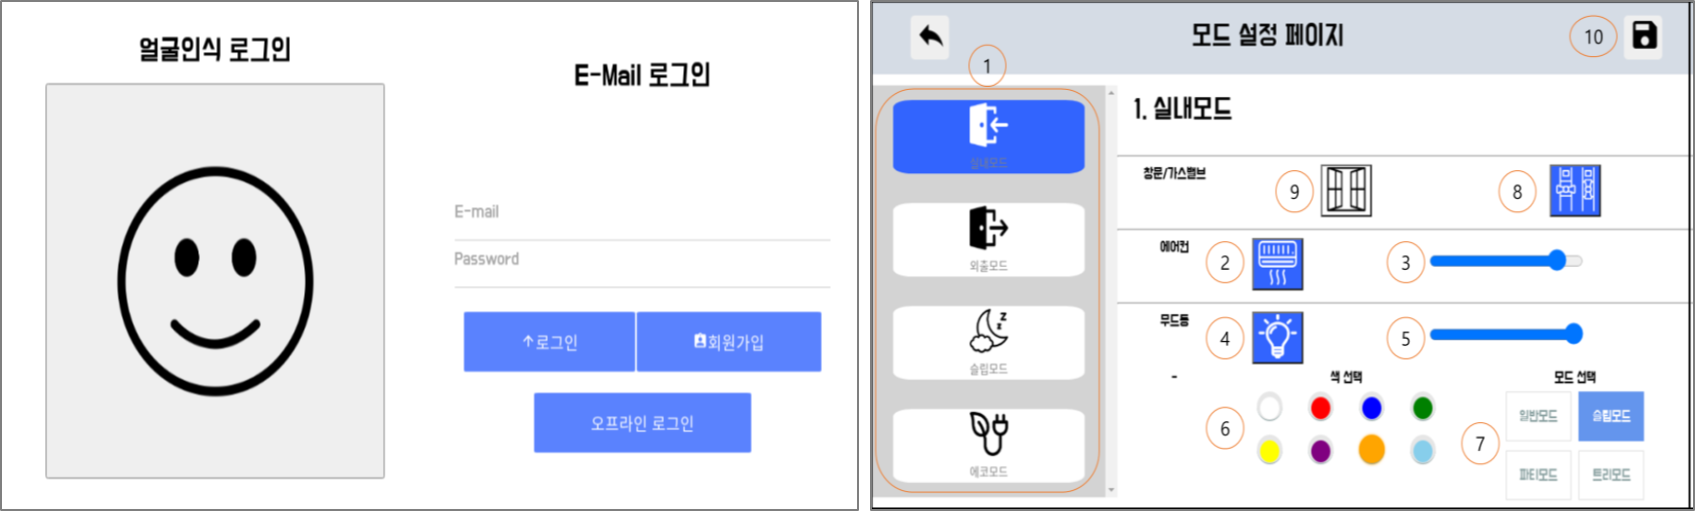 얼굴인식 로그인
E-Mail 로그인
E-mail
Password
로그인
회원가입
오프라인 로그인
모드 설정 페이지
10
1
실내모드
외출모드
슬립모드
에코모드
1. 실내모드
창문/가스밸브
9
8
에어컨
2
3
무드등
4
5
-
색 선택
모드 선택
6
7
일반모드
슬립모드
파티모드
트리모드